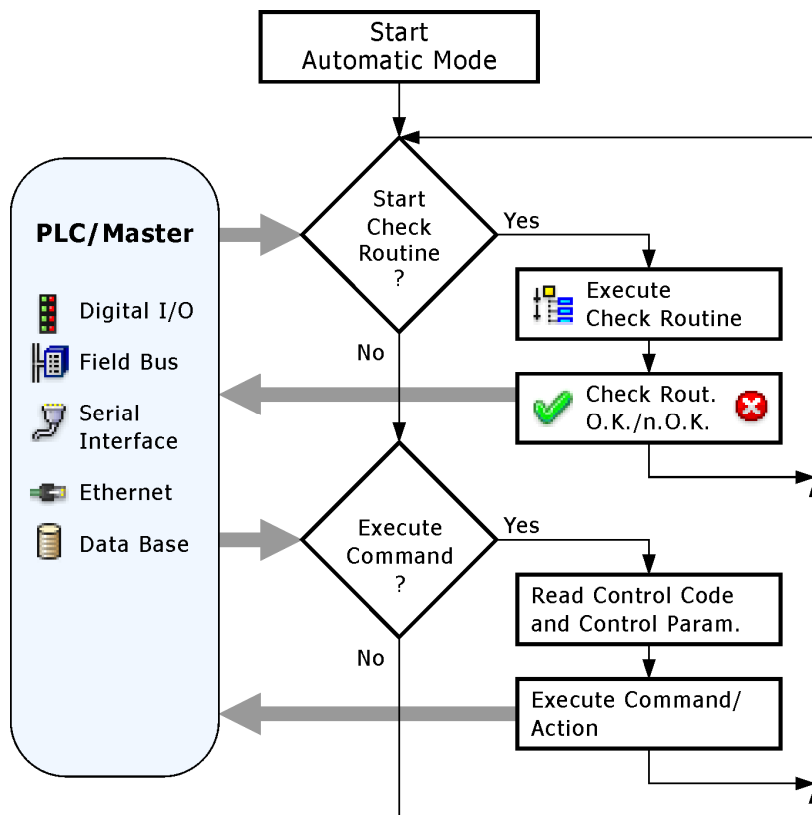 Start
Automatic Mode
PLC/Master
Digital I/O
Field Bus
Serial
Interface
Ethernet
Data Base
Start
Check
Routine
?
Yes
No
Execute
Check Routine
Check Rout.
O.K./n.O.K.
Execute
Command
?
Yes
No
Read Control Code
and Control Param.
Execute Command/
Action